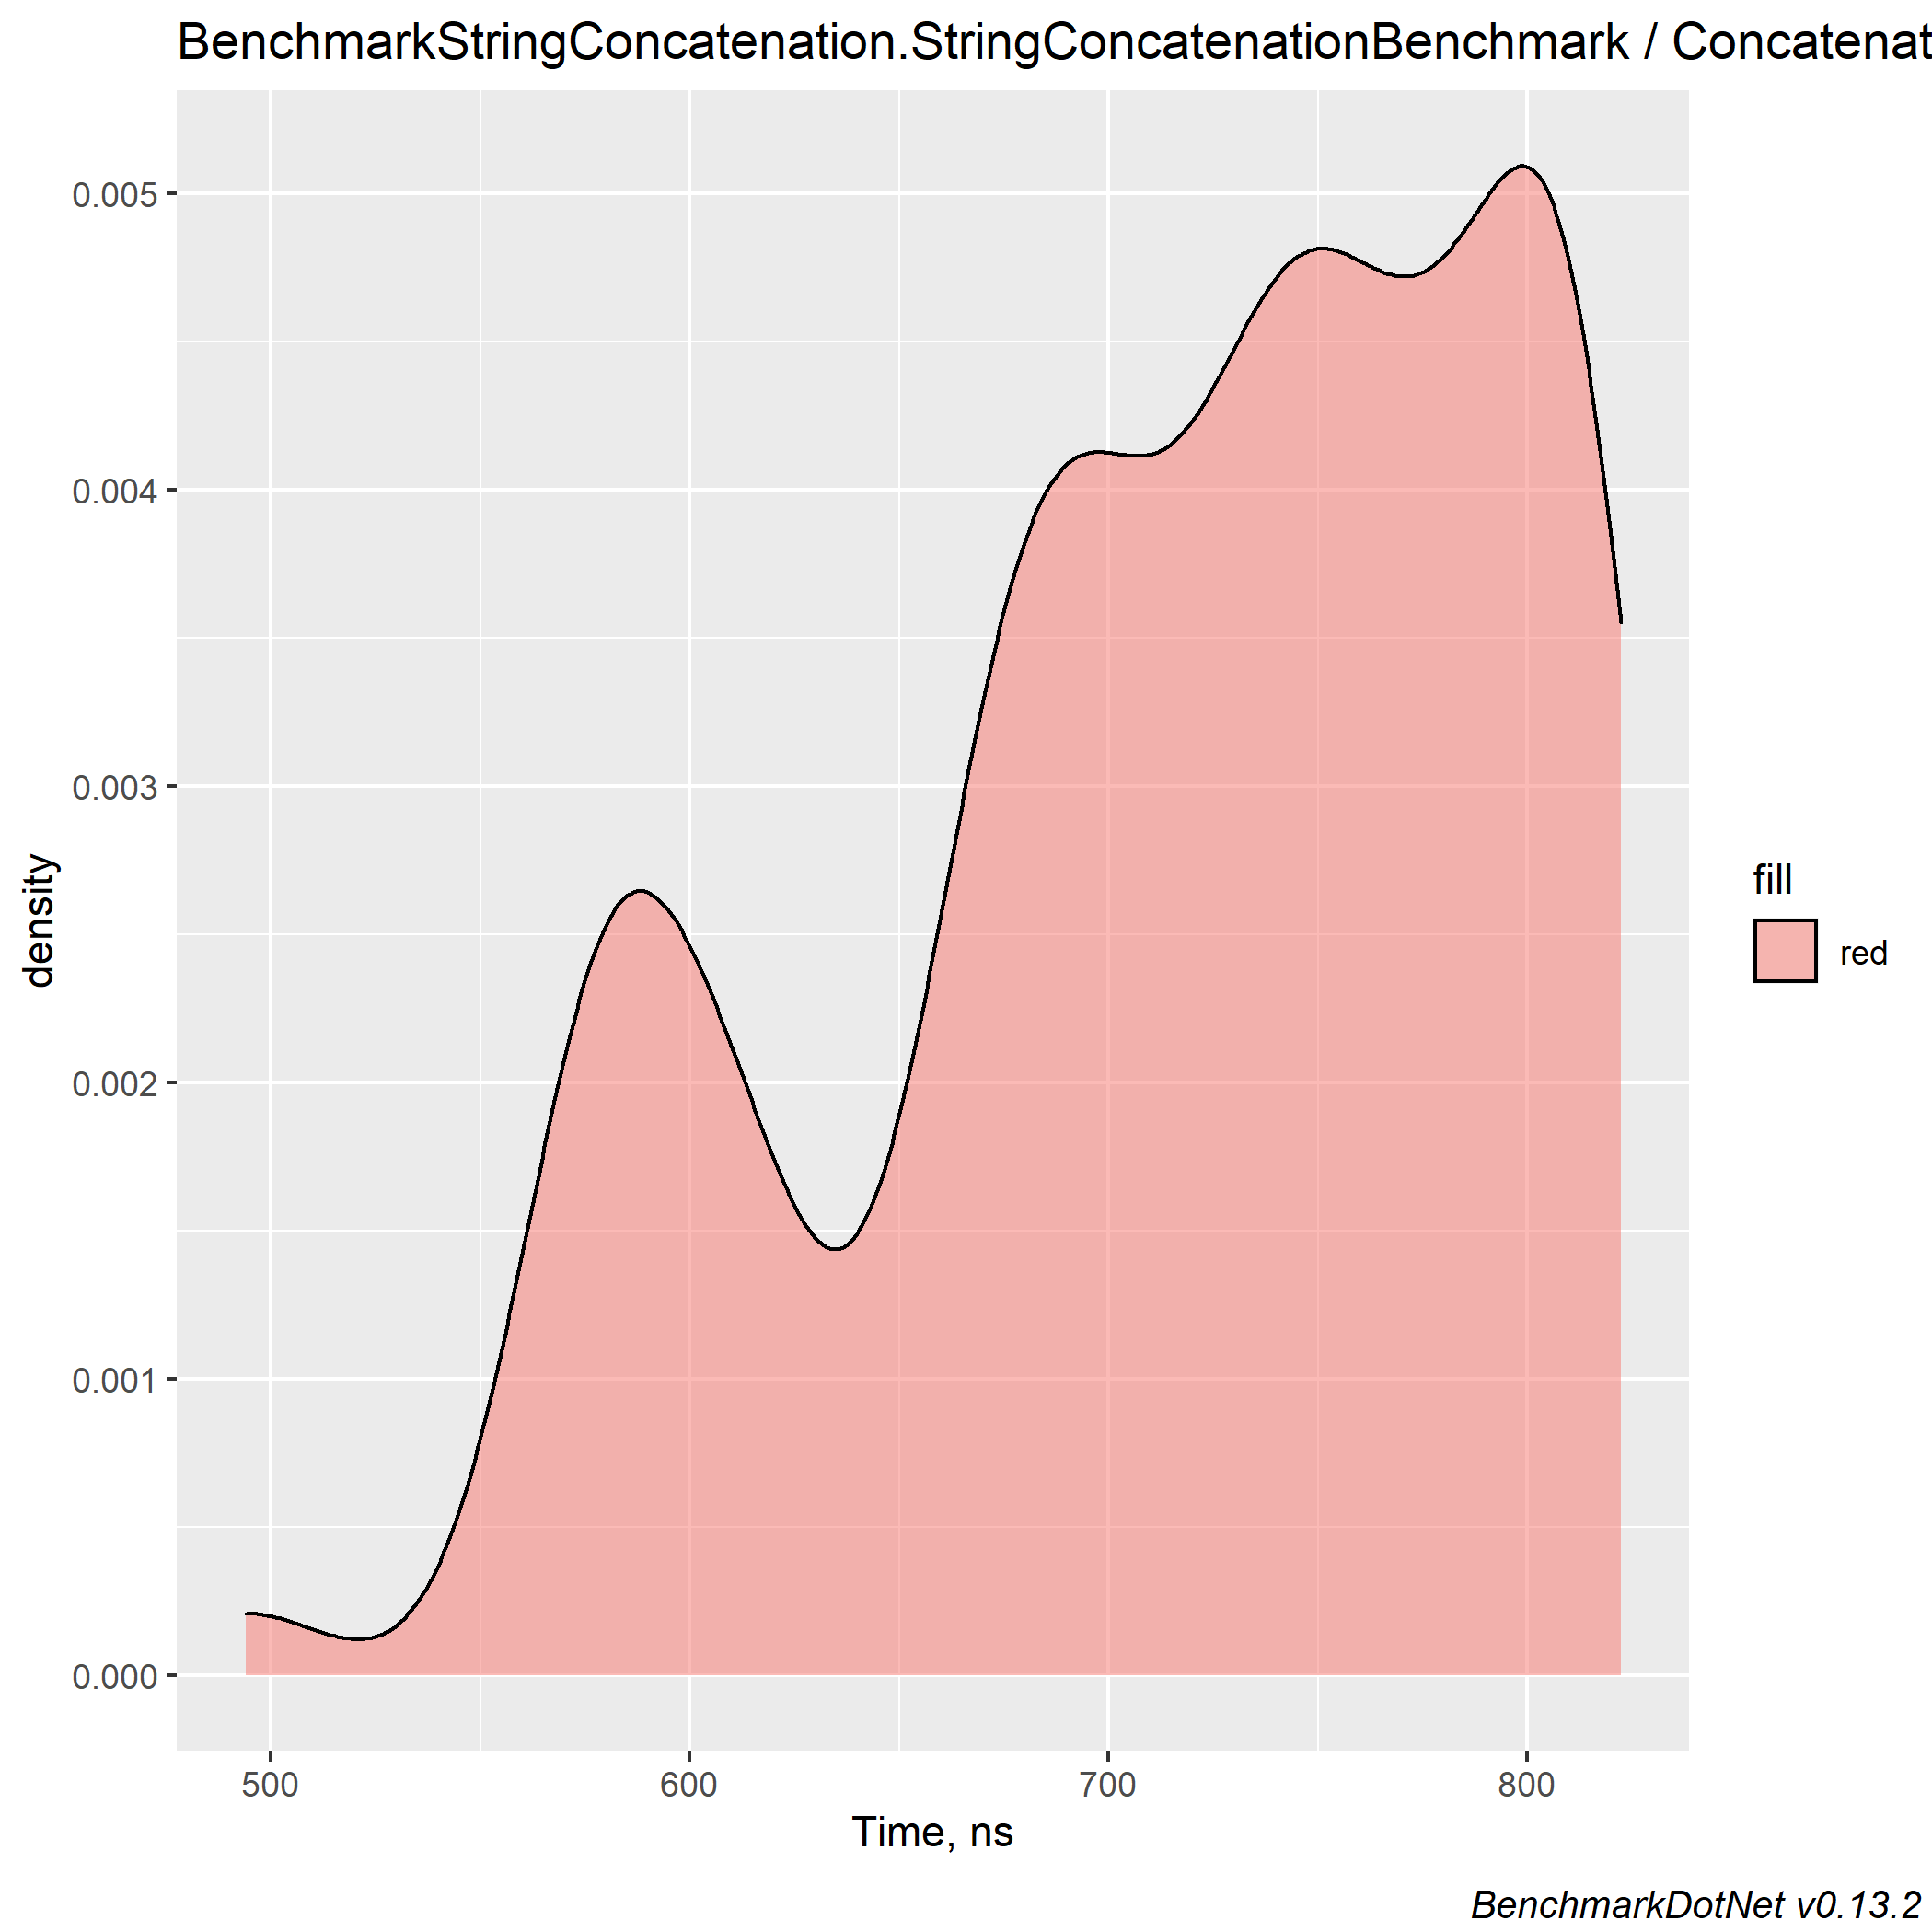 BenchmarkStringConcatenation.StringConcatenationBenchmark / Concatenat
0.005
0.004
0.003
0.002
0.001
0.000
density
500 600 700 800
Time, ns
fill
red
BenchmarkDotNet v0.13.2